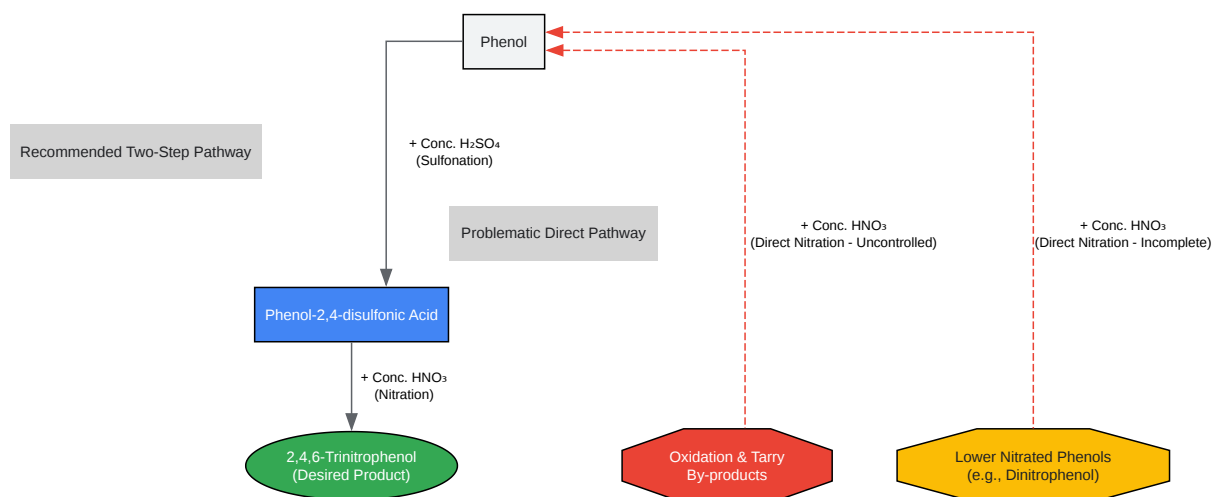 Phenol
Recommended Two-Step Pathway
+ Conc. H₂SO₄
(Sulfonation)
Problematic Direct Pathway
+ Conc. HNO₃
(Direct Nitration - Uncontrolled)
+ Conc. HNO₃
(Direct Nitration - Incomplete)
Phenol-2,4-disulfonic Acid
+ Conc. HNO₃
(Nitration)
2,4,6-Trinitrophenol
(Desired Product)
Oxidation & Tarry
By-products
Lower Nitrated Phenols
(e.g., Dinitrophenol)